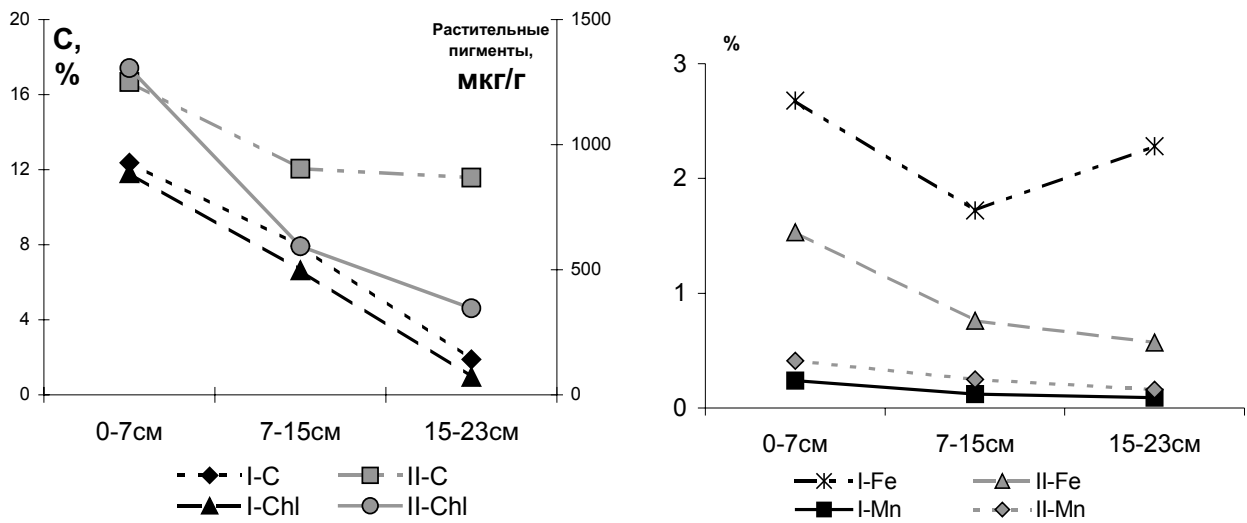 20
16
12
8
4
0
С,
%
Растительные
пигменты,
мкг/г
1500
1000
500
0
0-7см
7-15см
15-23см
I-C
II-C
I-Chl
II-Chl
%
3
2
1
0
0-7см
7-15см
15-23см
I-Fe
II-Fe
I-Mn
II-Mn